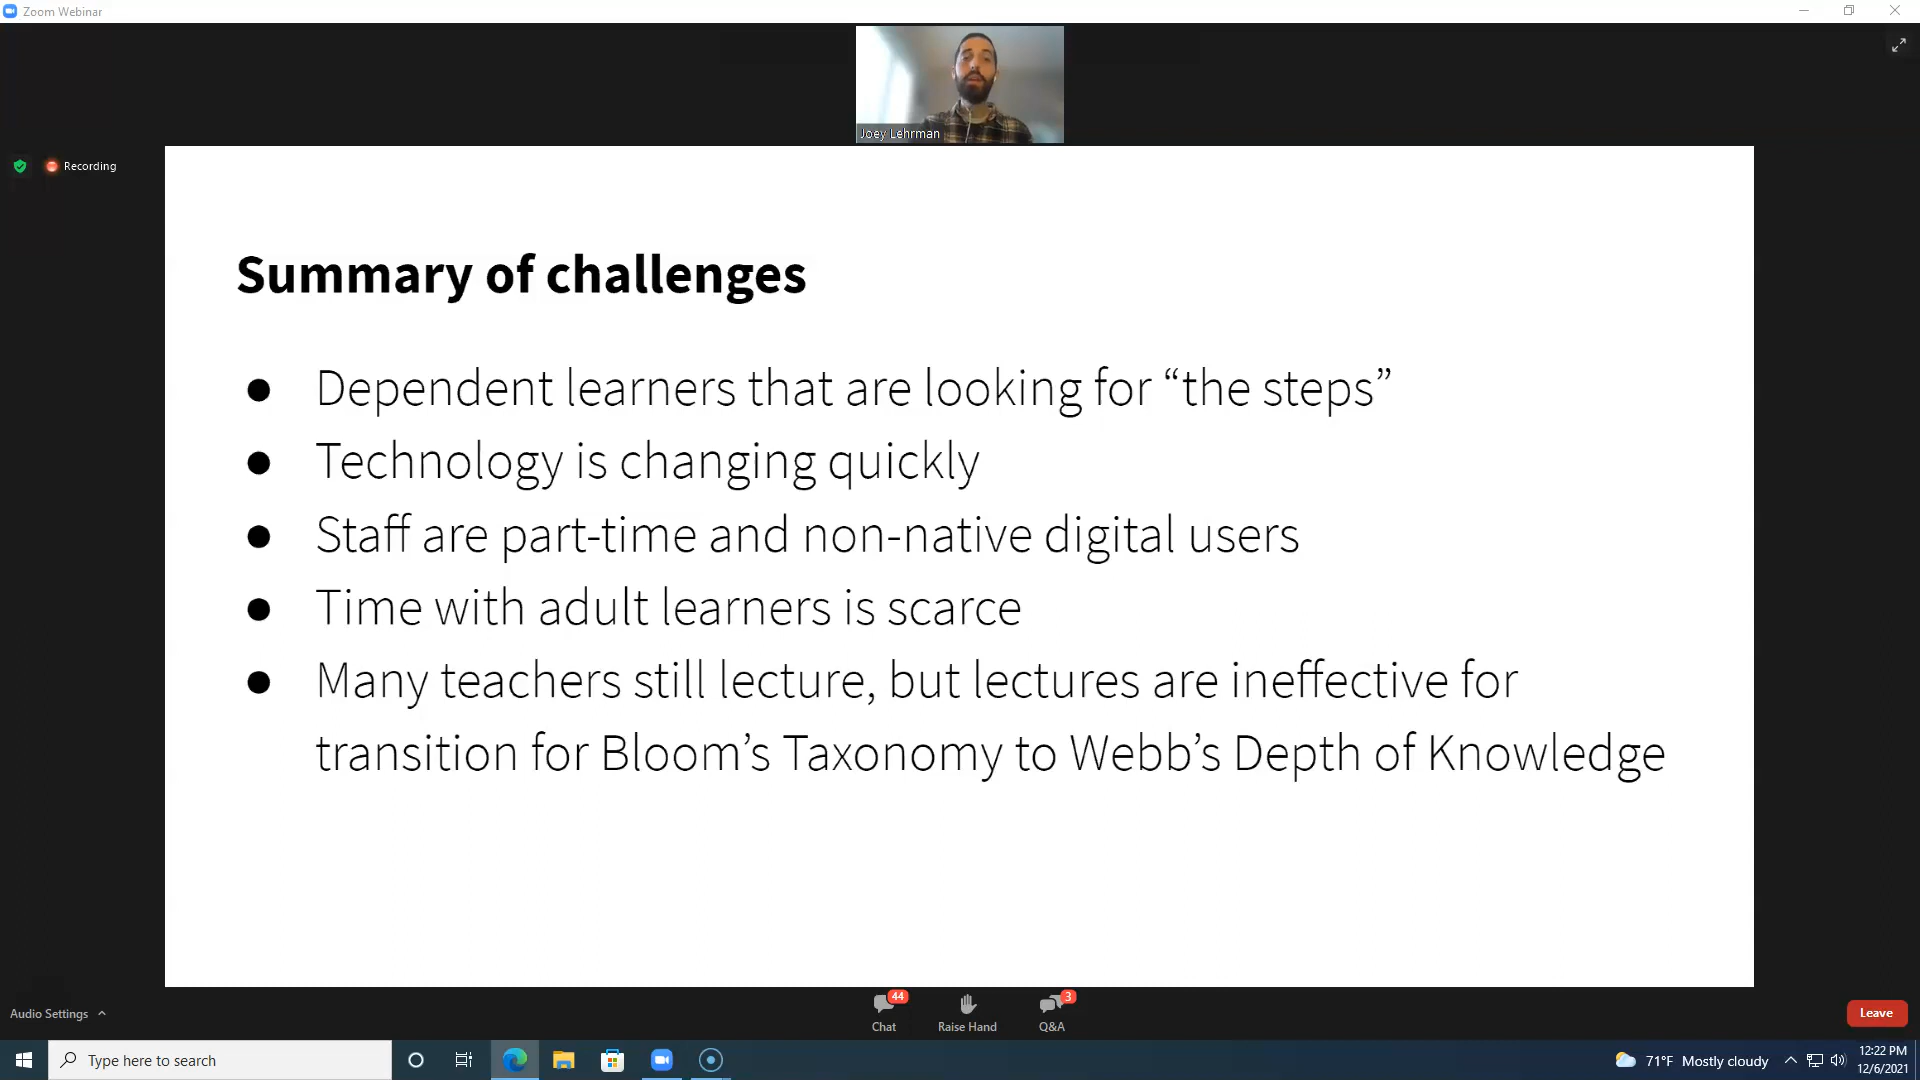 Zoom Webinar
Joey Lehrman
Recording
Summary of challenges
● Dependent learners that are looking for “the steps”
● Technology is changing quickly
● Staff are part-time and non-native digital users
● Time with adult learners is scarce
● Many teachers still lecture, but lectures are ineffective for
transition for Bloom’s Taxonomy to Webb’s Depth of Knowledge
Audio Settings
44
Chat
Raise Hand
3
Q&A
Leave
Type here to search
71°F Mostly cloudy
12:22 PM
12/6/2021